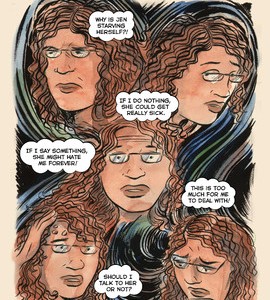 WHY IS JEN
STARVING
HERSELF?!
IF I DO NOTHING,
SHE COULD GET
REALLY SICK.
IF I SAY SOMETHING,
SHE MIGHT HATE
ME FOREVER!
THIS IS TOO
MUCH FOR ME
TO DEAL WITH!
SHOULD I
TALK TO HER
OR NOT?